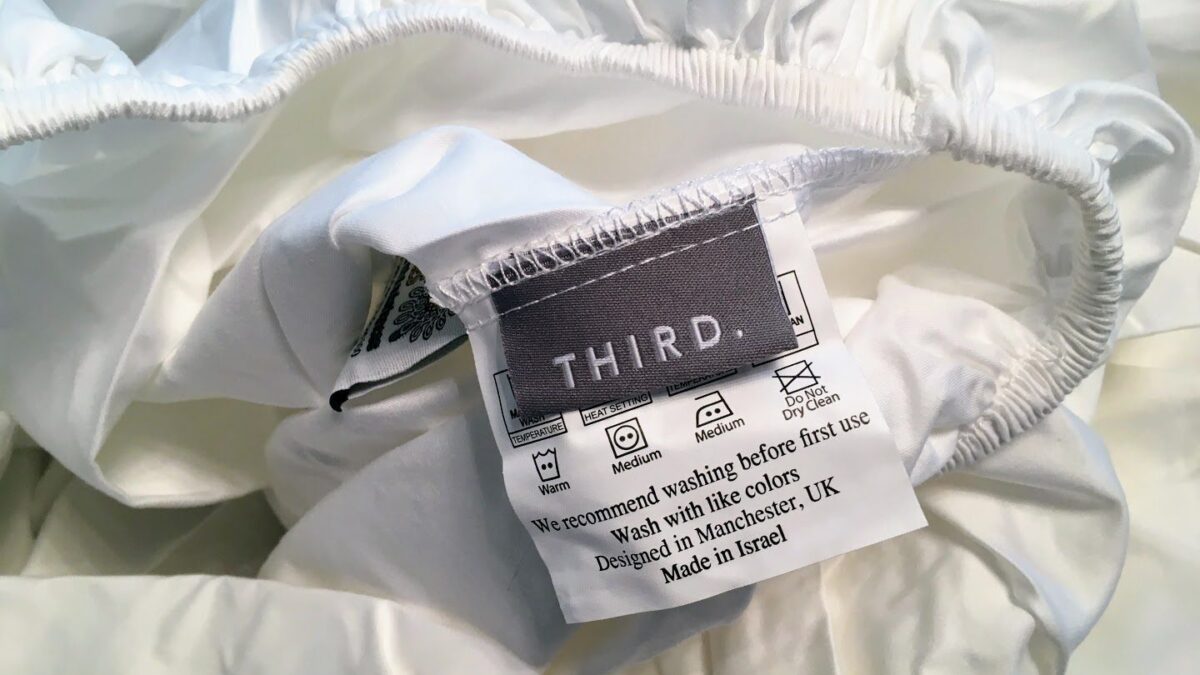 THIRD.
WASH
TEMPERATURE
HEAT SETTING
Warm
Medium
Medium
Do Not
Dry Clean
We recommend washing before first use
Wash with like colors
Designed in Manchester, UK
Made in Israel